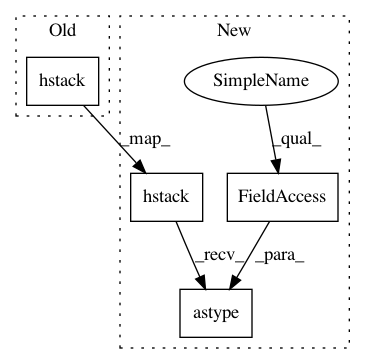 Old
New
hstack
SimpleName
_map_
_qual_
hstack
FieldAccess
_recv_
_para_
astype